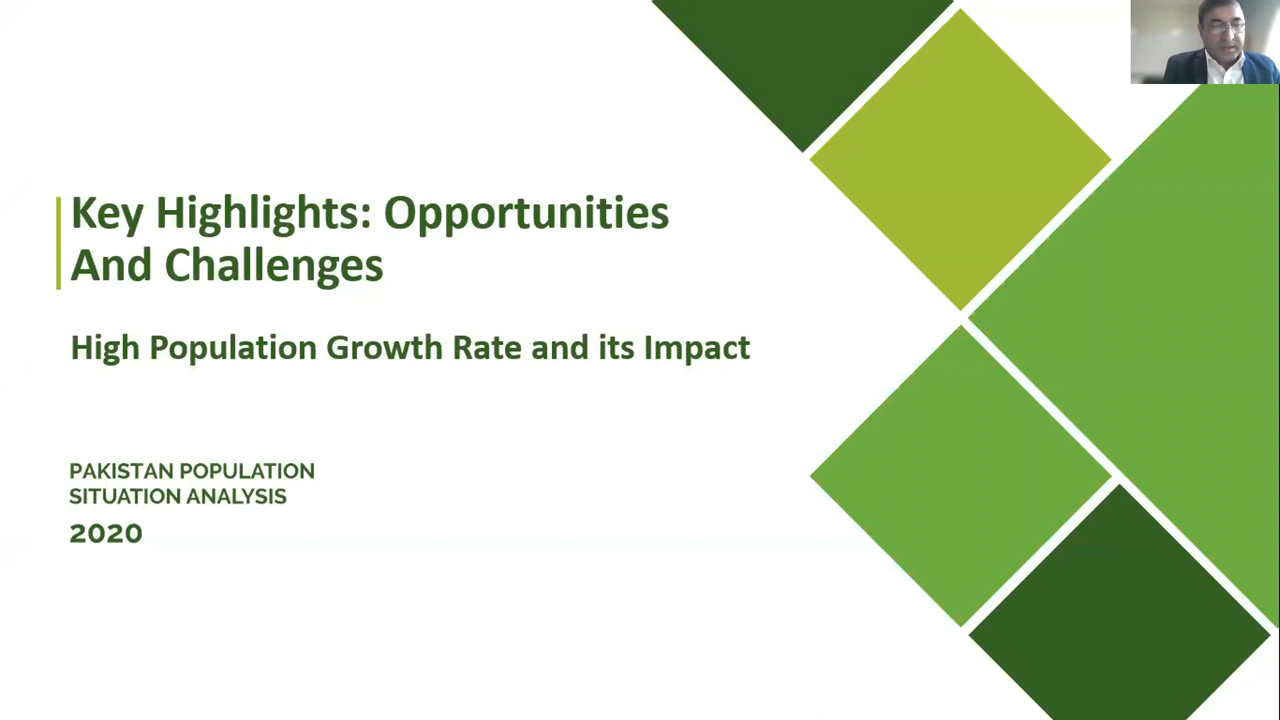 Key Highlights: Opportunities
And Challenges
High Population Growth Rate and its Impact
PAKISTAN POPULATION
SITUATION ANALYSIS
2020